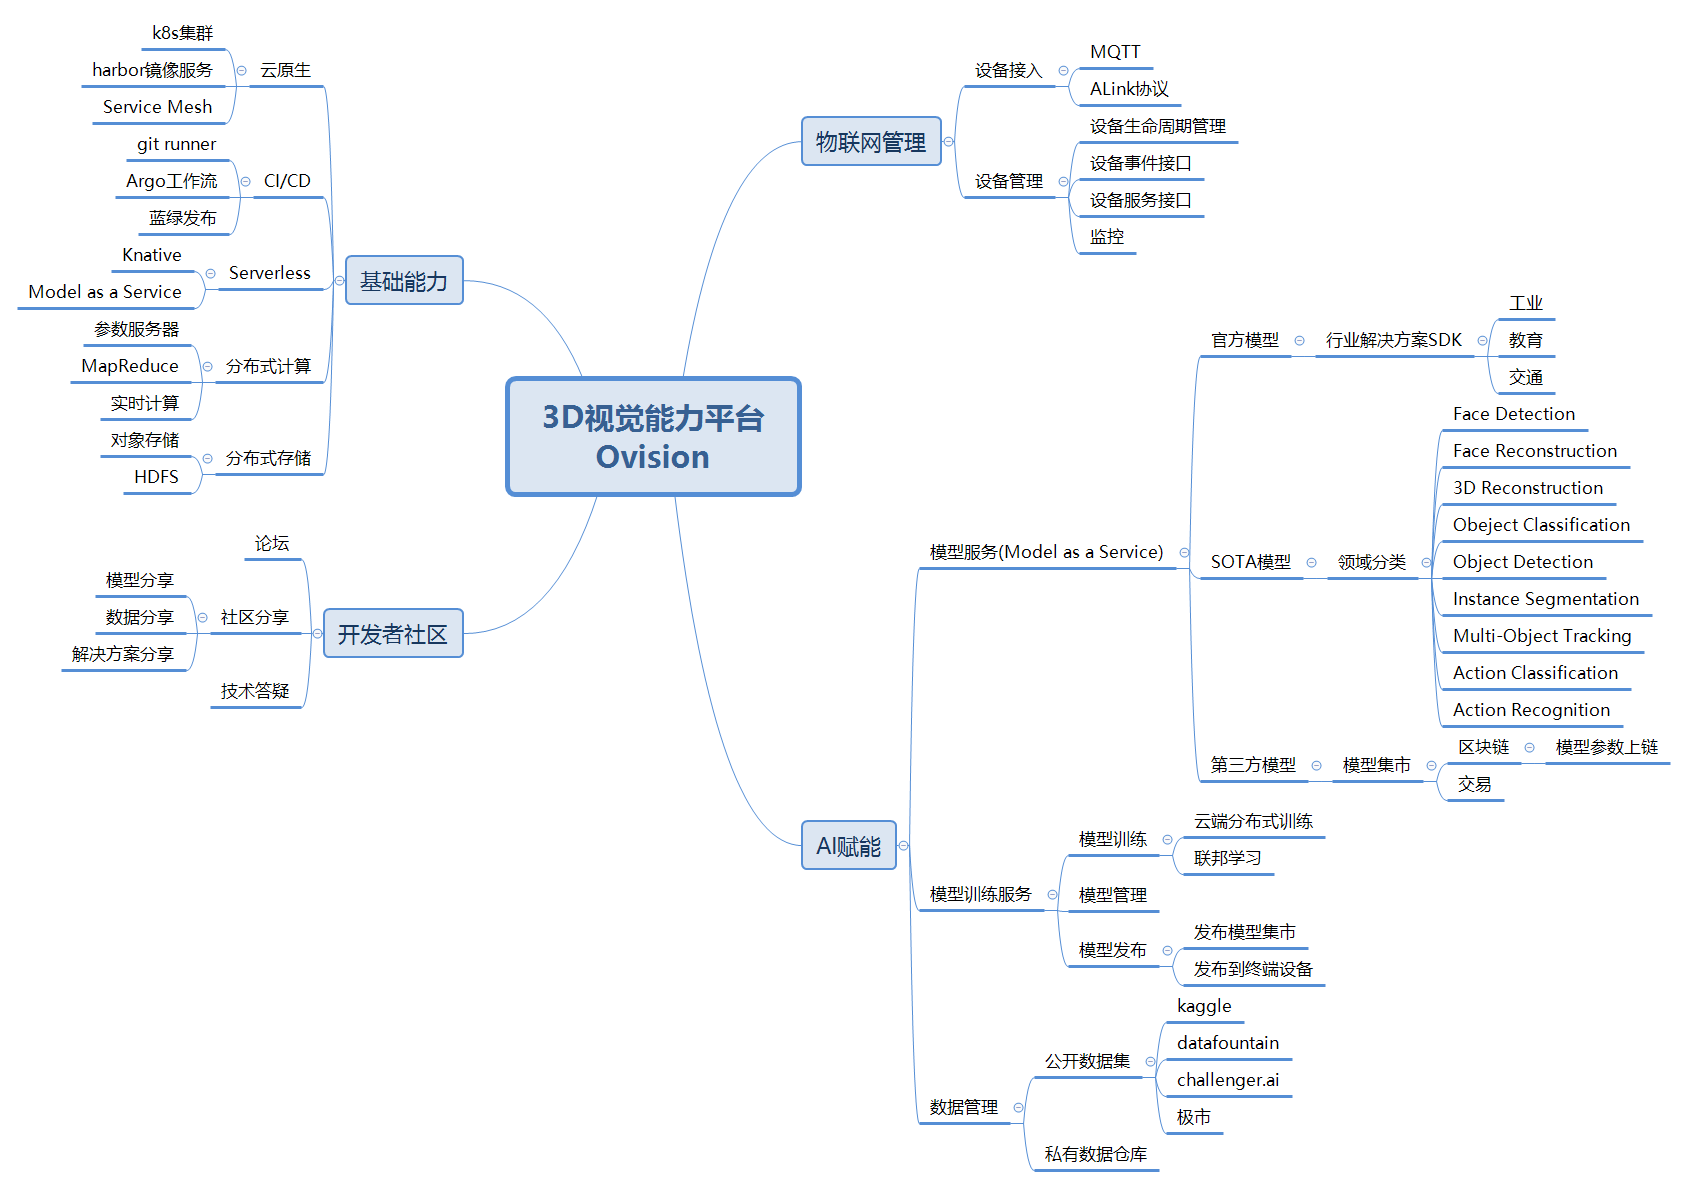 3D视觉能力平台
Ovision
物联网管理
设备接入
MQTT
ALink协议
设备管理
设备生命周期管理
设备事件接口
设备服务接口
监控
AI赋能
模型服务(Model as a Service)
官方模型
行业解决方案SDK
工业
教育
交通
SOTA模型
领域分类
Face Detection
Face Reconstruction
3D Reconstruction
Obeject Classification
Object Detection
Instance Segmentation
Multi-Object Tracking
Action Classification
Action Recognition
第三方模型
模型集市
区块链
模型参数上链
交易
模型训练服务
模型训练
云端分布式训练
联邦学习
模型管理
模型发布
发布模型集市
发布到终端设备
数据管理
公开数据集
kaggle
datafountain
challenger.ai
极市
私有数据仓库
基础能力
云原生
k8s集群
harbor镜像服务
Service Mesh
CI/CD
git runner
Argo工作流
蓝绿发布
Serverless
Knative
Model as a Service
分布式计算
参数服务器
MapReduce
实时计算
分布式存储
对象存储
HDFS
开发者社区
论坛
社区分享
模型分享
数据分享
解决方案分享
技术答疑